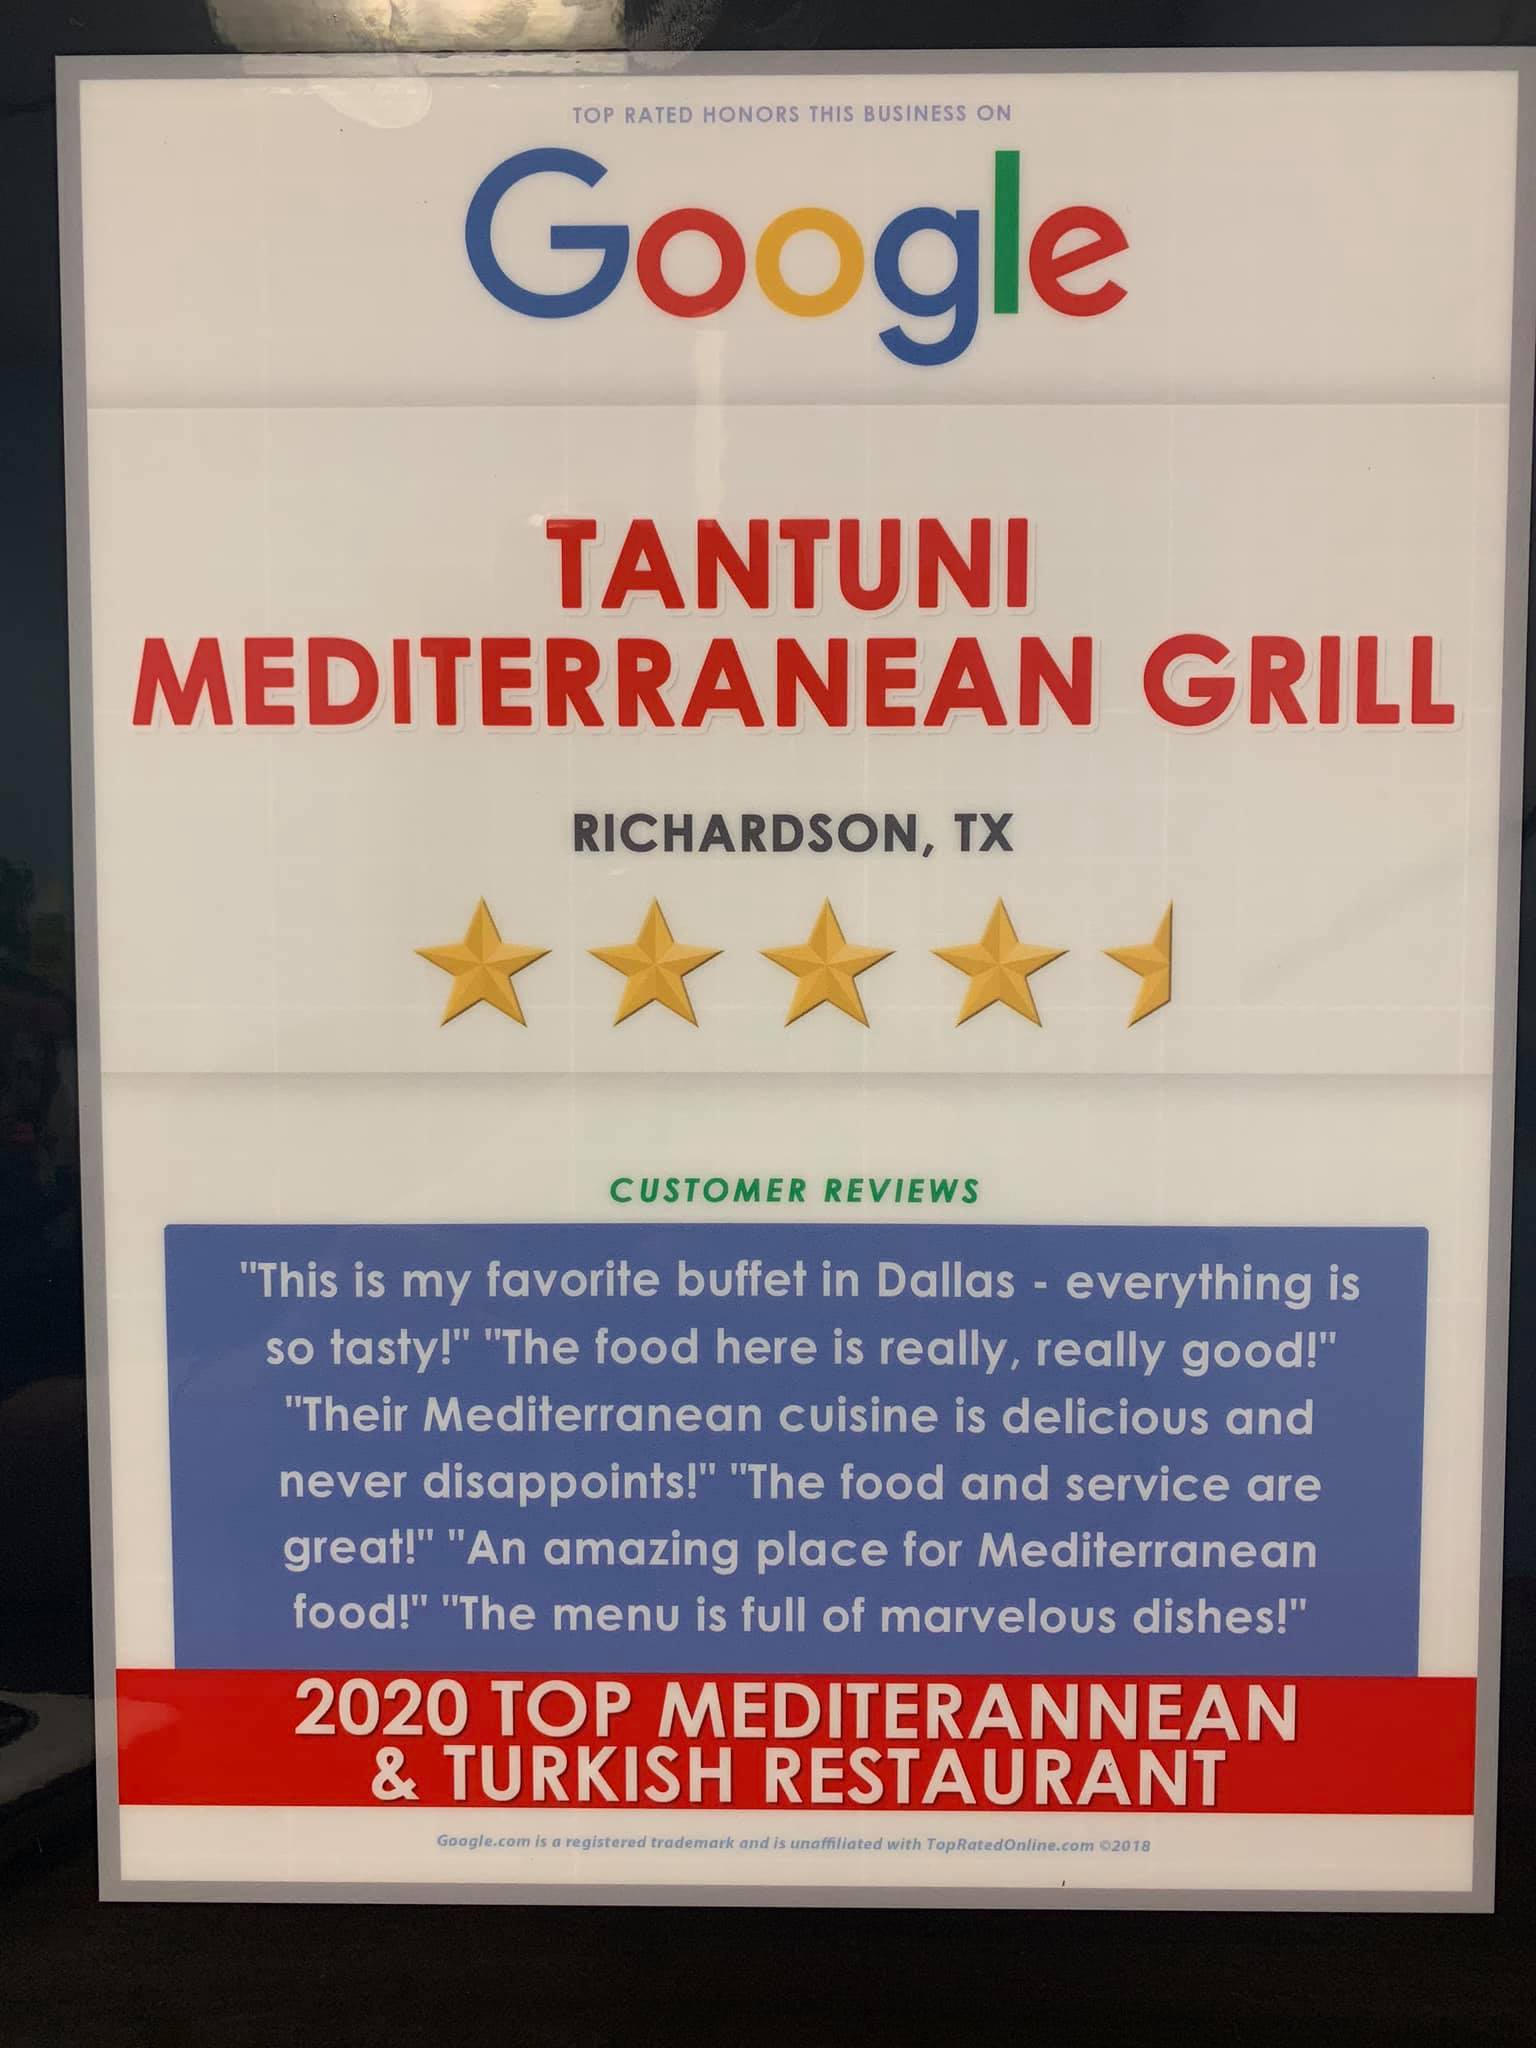 TOP RATED HONORS THIS BUSINESS ON
Google
TANTUNI
MEDITERRANEAN GRILL
RICHARDSON, TX
CUSTOMER REVIEWS
"This is my favorite buffet in Dallas - everything is
so tasty!" "The food here is really, really good!"
"Their Mediterranean cuisine is delicious and
never disappoints!" "The food and service are
great!" "An amazing place for Mediterranean
food!" "The menu is full of marvelous dishes!"
2020 TOP MEDITERANNEAN
& TURKISH RESTAURANT
Google.com is a registered trademark and is unaffiliated with TopRatedOnline.com ©2018